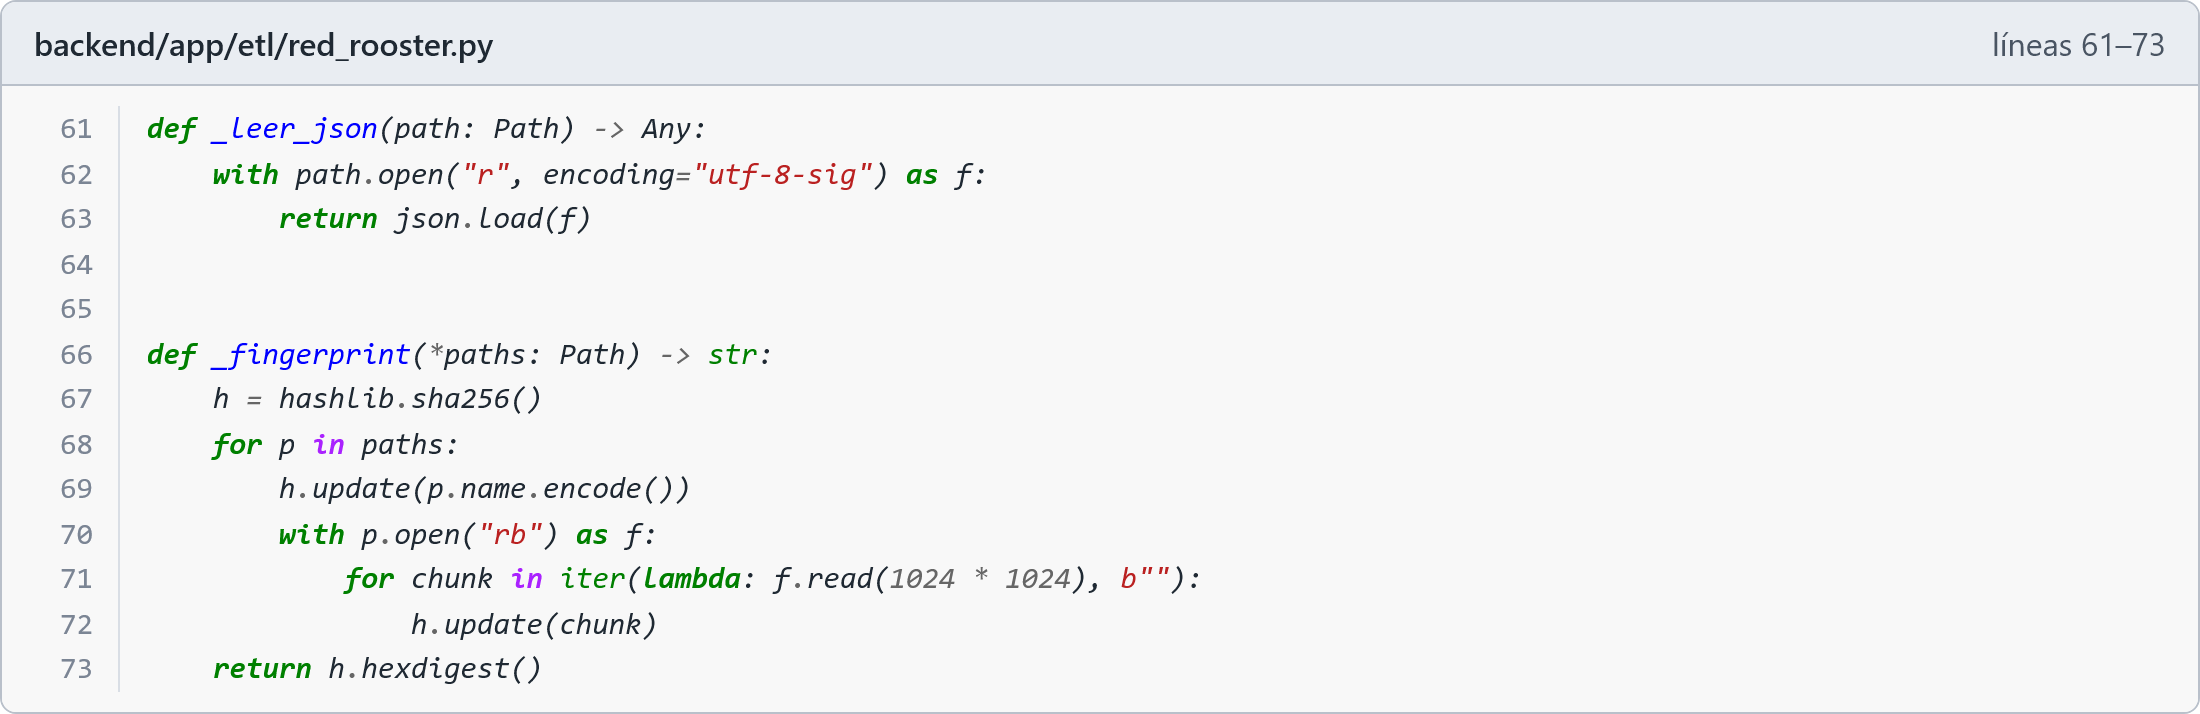 backend/app/etl/red_rooster.py
líneas 61–73
61 def _leer_json(path: Path) -> Any:
62     with path.open("r", encoding="utf-8-sig") as f:
63         return json.load(f)
64
65
66 def _fingerprint(*paths: Path) -> str:
67     h = hashlib.sha256()
68     for p in paths:
69         h.update(p.name.encode())
70         with p.open("rb") as f:
71             for chunk in iter(lambda: f.read(1024 * 1024), b""):
72                 h.update(chunk)
73     return h.hexdigest()